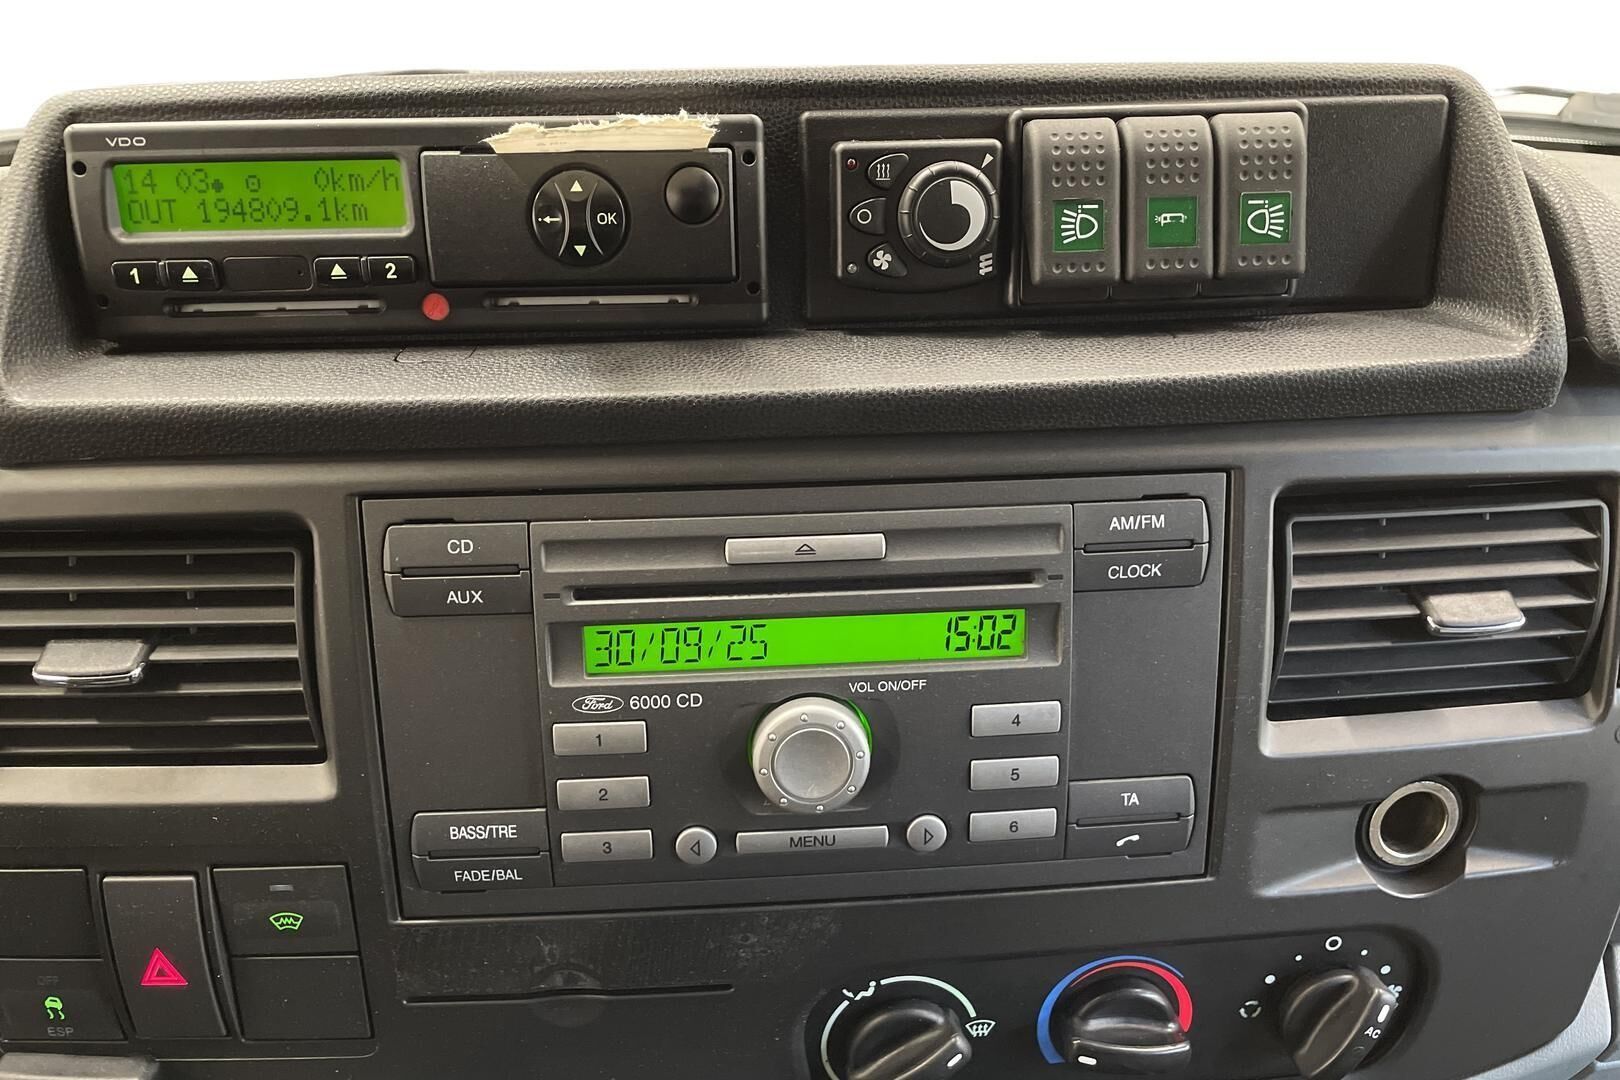 VDO
14 03 0km/h
OUT 194809.1km
OK
1 2
CD
AUX
AM/FM
CLOCK
30/09/25 15:02
Ford 6000 CD
VOL ON/OFF
1
2
3
4
5
6
MENU
BASS/TRE
FADE/BAL
TA
OFF
ESP
AC